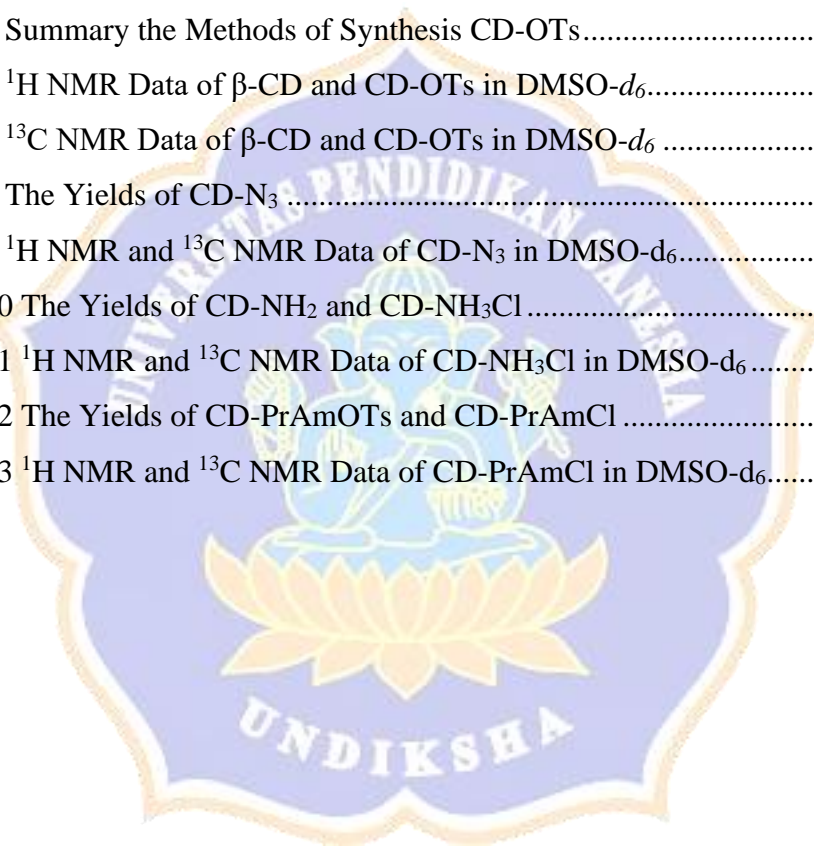 Summary the Methods of Synthesis CD-OTs..............................
¹H NMR Data of β-CD and CD-OTs in DMSO-d₆.....................
¹³C NMR Data of β-CD and CD-OTs in DMSO-d₆ ...................
The Yields of CD-N₃ ..................................................................
¹H NMR and ¹³C NMR Data of CD-N₃ in DMSO-d₆.................
0 The Yields of CD-NH₂ and CD-NH₃Cl ....................................
1 ¹H NMR and ¹³C NMR Data of CD-NH₃Cl in DMSO-d₆ ........
2 The Yields of CD-PrAmOTs and CD-PrAmCl ........................
3 ¹H NMR and ¹³C NMR Data of CD-PrAmCl in DMSO-d₆......
UNIVERSITAS PENDIDIKAN GANESHA
UNDIKSHA